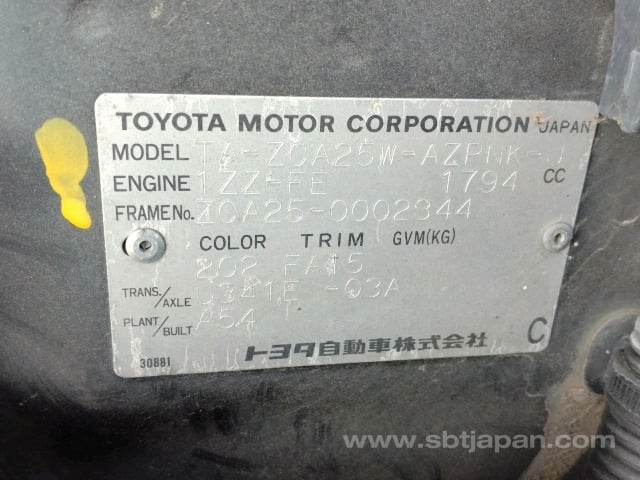 TOYOTA MOTOR CORPORATION JAPAN
MODEL TA-ZCA25W-AZPNK-J
ENGINE 1ZZ-FE 1794 CC
FRAME No. ZCA25-0002344
COLOR TRIM GVM(KG)
202 FA15
TRANS./AXLE U341E -03A
PLANT/BUILT A54
トヨタ自動車株式会社 C
30881
www.sbtjapan.com